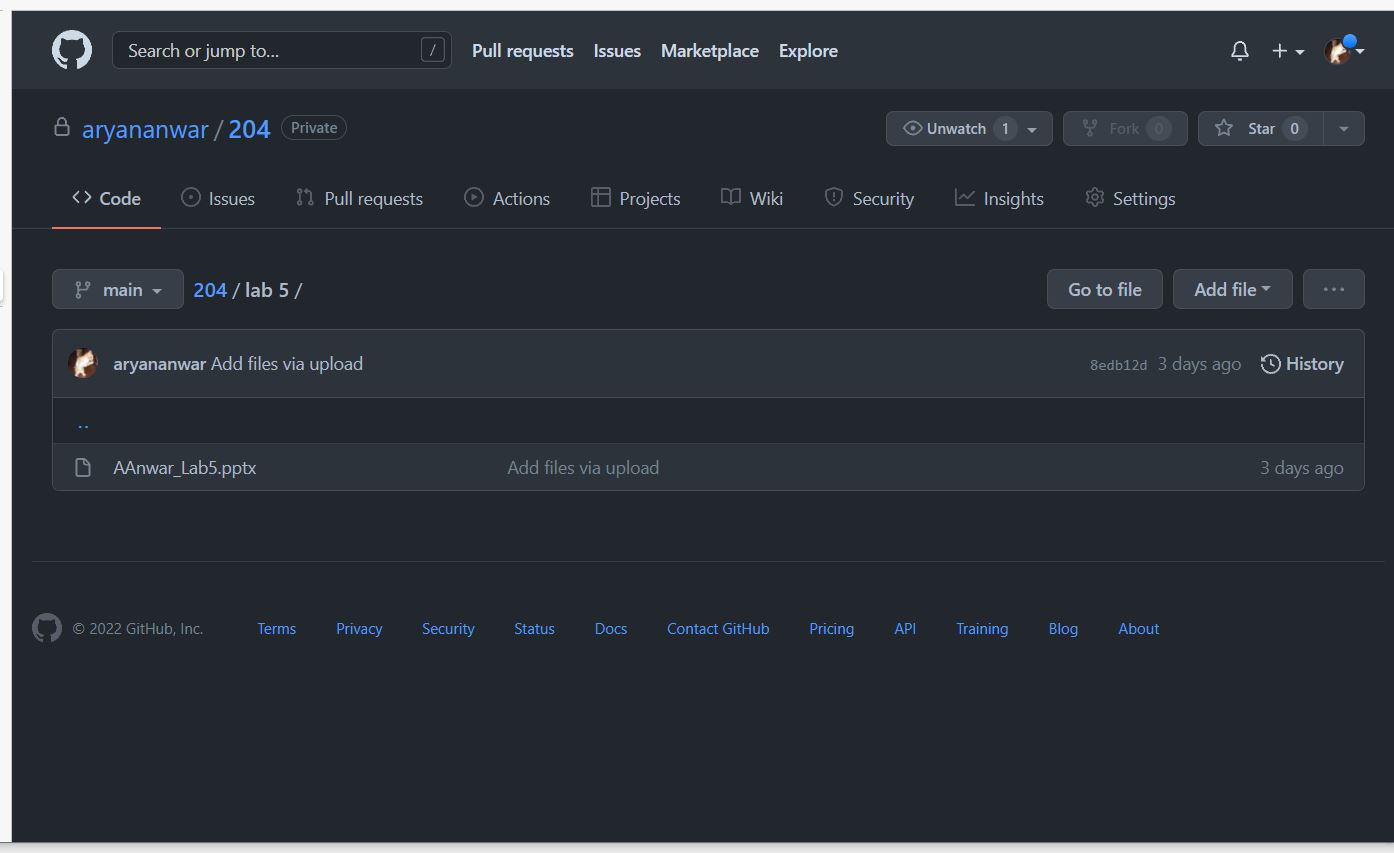 Search or jump to... / Pull requests Issues Marketplace Explore
aryananwar / 204 Private Unwatch 1 Fork 0 Star 0
Code Issues Pull requests Actions Projects Wiki Security Insights Settings
main 204 / lab 5 / Go to file Add file ...
aryananwar Add files via upload 8edb12d 3 days ago History
..
AAnwar_Lab5.pptx Add files via upload 3 days ago
© 2022 GitHub, Inc. Terms Privacy Security Status Docs Contact GitHub Pricing API Training Blog About